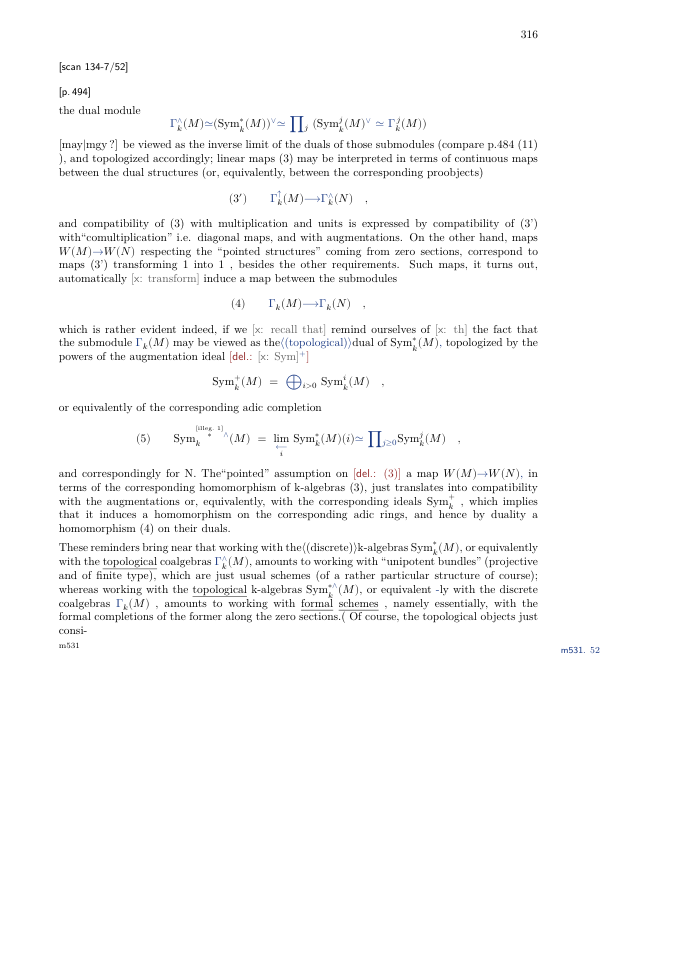 316
[scan 134-7/52]
[p. 494]
the dual module
Γ^∧_k(M)≃(Sym^*_k(M))^∨≃ ∏_j (Sym^j_k(M)^∨ ≃ Γ^j_k(M))
[may|mgy ?] be viewed as the inverse limit of the duals of those submodules (compare p.484 (11)
), and topologized accordingly; linear maps (3) may be interpreted in terms of continuous maps
between the dual structures (or, equivalently, between the corresponding proobjects)
(3′) Γ^↑_k(M)⟶Γ^∧_k(N) ,
and compatibility of (3) with multiplication and units is expressed by compatibility of (3')
with“comultiplication” i.e. diagonal maps, and with augmentations. On the other hand, maps
W(M)→W(N) respecting the “pointed structures” coming from zero sections, correspond to
maps (3') transforming 1 into 1 , besides the other requirements. Such maps, it turns out,
automatically [x: transform] induce a map between the submodules
(4) Γ_k(M)⟶Γ_k(N) ,
which is rather evident indeed, if we [x: recall that] remind ourselves of [x: th] the fact that
the submodule Γ_k(M) may be viewed as the⟨(topological)⟩dual of Sym^*_k(M), topologized by the
powers of the augmentation ideal [del.: [x: Sym]^+]
Sym^+_k(M) = ⊕_{i>0} Sym^i_k(M) ,
or equivalently of the corresponding adic completion
(5) Sym_k^{[illeg. 1] * ∧}(M) = lim_{← i} Sym^*_k(M)(i)≃ ∏_{j≥0}Sym^j_k(M) ,
and correspondingly for N. The“pointed” assumption on [del.: (3)] a map W(M)→W(N), in
terms of the corresponding homomorphism of k-algebras (3), just translates into compatibility
with the augmentations or, equivalently, with the corresponding ideals Sym^+_k , which implies
that it induces a homomorphism on the corresponding adic rings, and hence by duality a
homomorphism (4) on their duals.
These reminders bring near that working with the⟨(discrete)⟩k-algebras Sym^*_k(M), or equivalently
with the topological coalgebras Γ^∧_k(M), amounts to working with “unipotent bundles” (projective
and of finite type), which are just usual schemes (of a rather particular structure of course);
whereas working with the topological k-algebras Sym^{*∧}_k(M), or equivalent -ly with the discrete
coalgebras Γ_k(M) , amounts to working with formal schemes , namely essentially, with the
formal completions of the former along the zero sections.( Of course, the topological objects just
consi-
m531
m531. 52